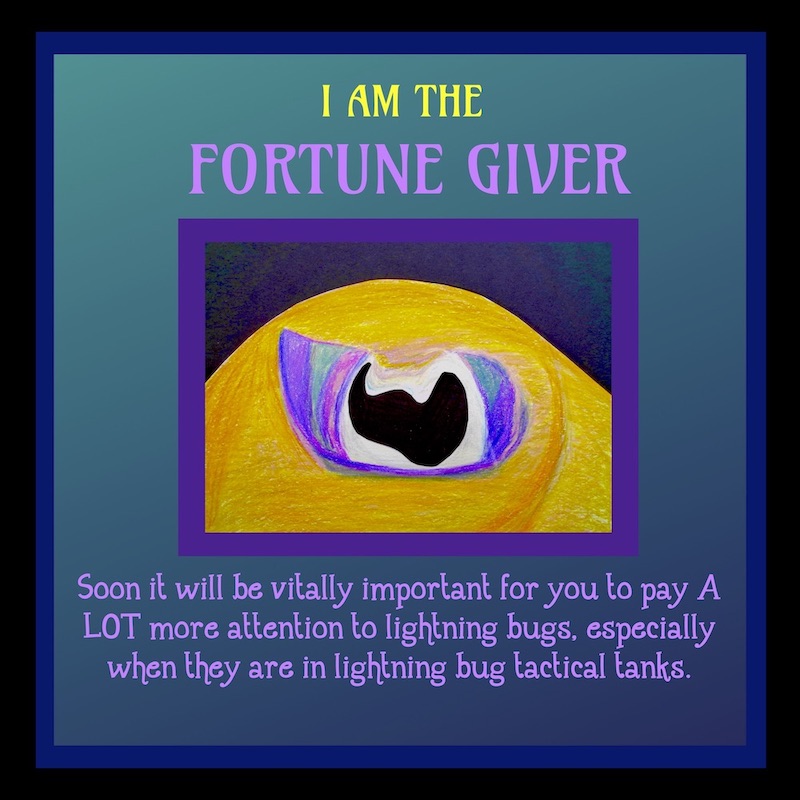 I AM THE
FORTUNE GIVER
Soon it will be vitally important for you to pay A
LOT more attention to lightning bugs, especially
when they are in lightning bug tactical tanks.